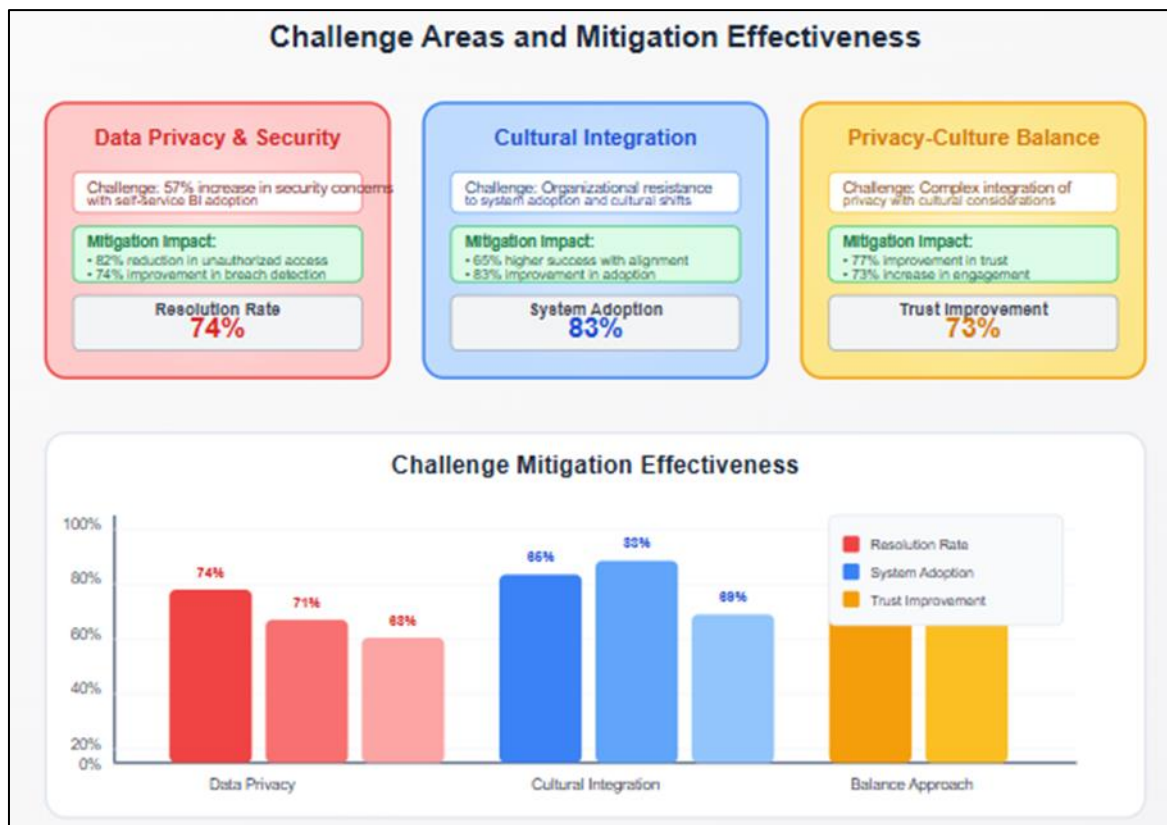 Challenge Areas and Mitigation Effectiveness
Data Privacy & Security
Challenge: 57% increase in security concerns
with self-service BI adoption
Mitigation Impact:
• 82% reduction in unauthorized access
• 74% improvement in breach detection
Resolution Rate
74%
Cultural Integration
Challenge: Organizational resistance
to system adoption and cultural shifts
Mitigation Impact:
• 65% higher success with alignment
• 83% improvement in adoption
System Adoption
83%
Privacy-Culture Balance
Challenge: Complex integration of
privacy with cultural considerations
Mitigation Impact:
• 77% improvement in trust
• 73% increase in engagement
Trust Improvement
73%
Challenge Mitigation Effectiveness
100%
80%
60%
40%
20%
0%
74%
71%
68%
65%
83%
69%
Resolution Rate
System Adoption
Trust Improvement
Data Privacy
Cultural Integration
Balance Approach